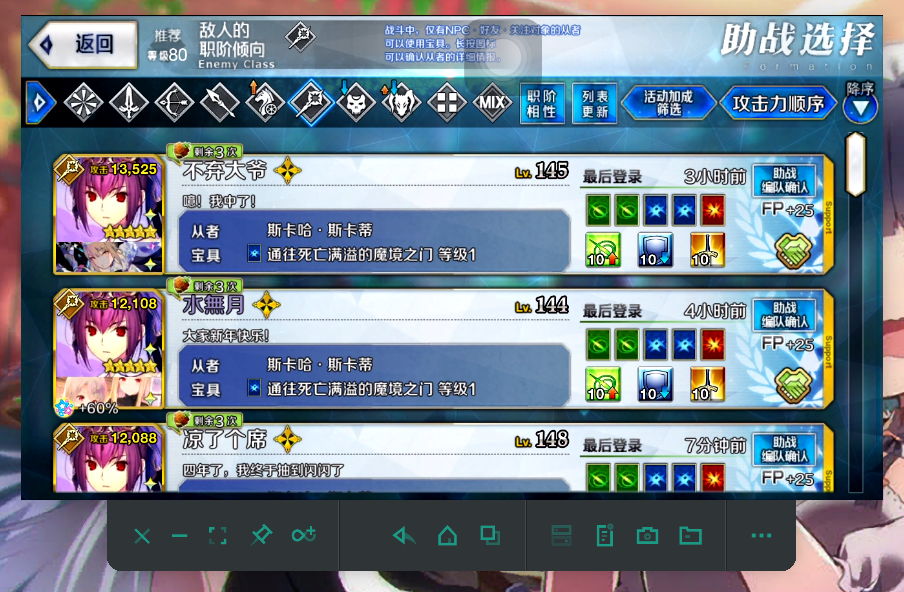 返回
推荐
等级80
敌人的
职阶倾向
Enemy Class
战斗中，仅有NPC·好友·关注对象的从者
可以使用宝具。长按图标
可以确认从者的详细情报。
助战选择
Formation
MIX
职阶
相性
列表
更新
活动加成
筛选
攻击力顺序
降序
剩余3次
攻击 13,525
不弃大爷
Lv. 145
噫！我中了！
从者 斯卡哈·斯卡蒂
宝具 通往死亡满溢的魔境之门 等级1
最后登录 3小时前
10 10 10
助战
编队确认
FP+25
Support
剩余3次
攻击 12,108
水無月
Lv. 144
大家新年快乐！
从者 斯卡哈·斯卡蒂
宝具 通往死亡满溢的魔境之门 等级1
+60%
最后登录 4小时前
10 10 10
助战
编队确认
FP+25
Support
剩余3次
攻击 12,088
凉了个席
Lv. 148
四年了，我终于抽到闪闪了
最后登录 7分钟前
助战
编队确认
FP+25